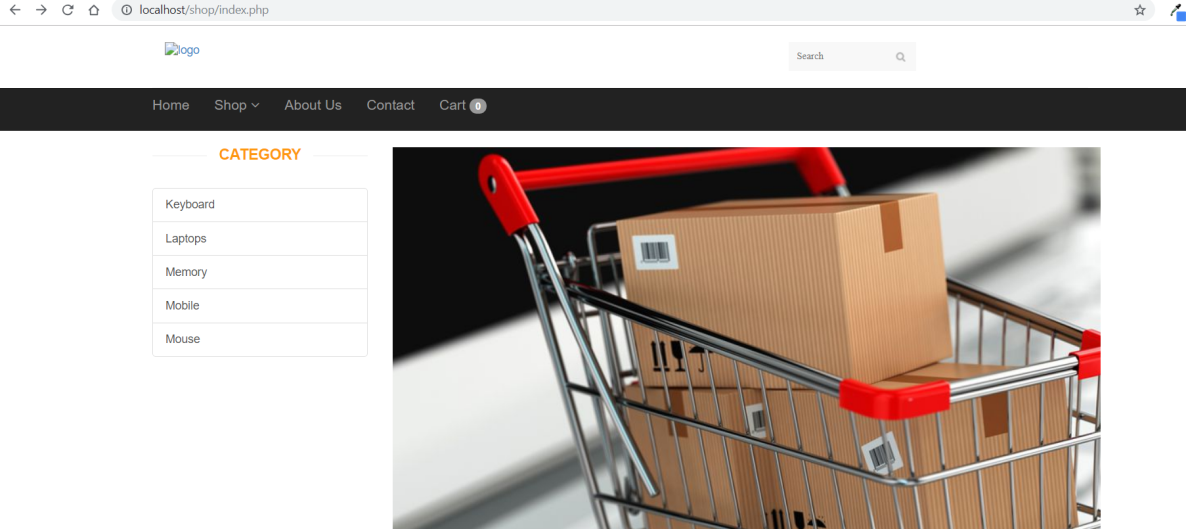 localhost/shop/index.php
logo
Search
Home Shop About Us Contact Cart 0
CATEGORY
Keyboard
Laptops
Memory
Mobile
Mouse